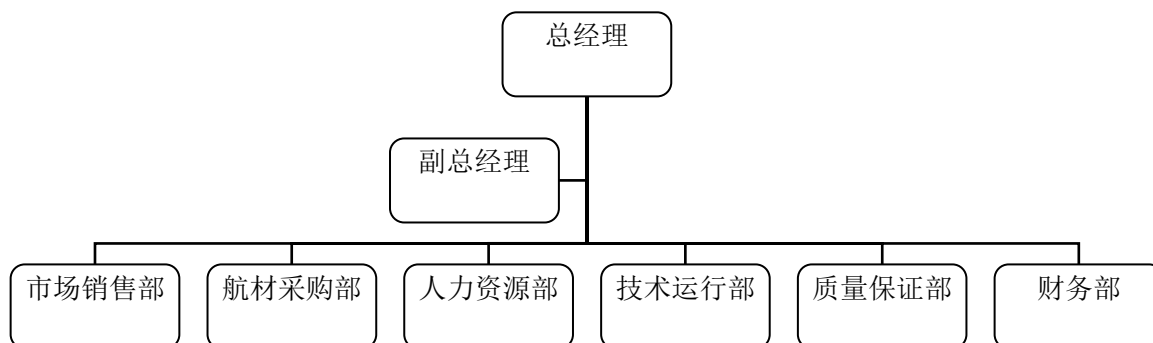 总经理
副总经理
市场销售部
航材采购部
人力资源部
技术运行部
质量保证部
财务部